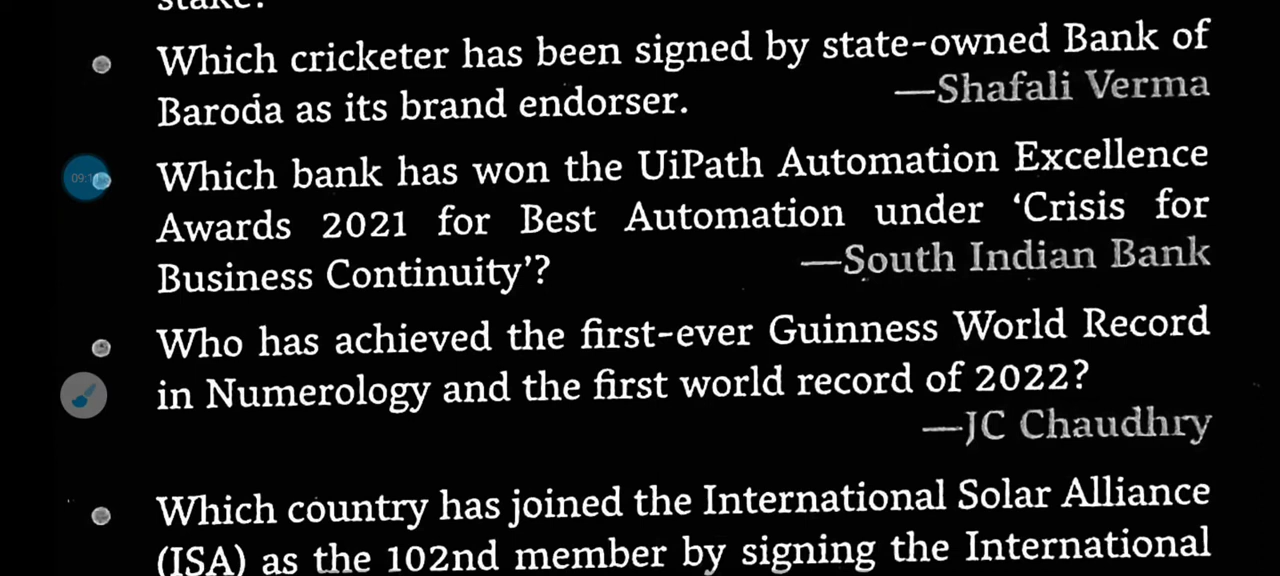 stake?
Which cricketer has been signed by state-owned Bank of
Baroda as its brand endorser. —Shafali Verma
Which bank has won the UiPath Automation Excellence
Awards 2021 for Best Automation under ‘Crisis for
Business Continuity’? —South Indian Bank
Who has achieved the first-ever Guinness World Record
in Numerology and the first world record of 2022?
—JC Chaudhry
Which country has joined the International Solar Alliance
(ISA) as the 102nd member by signing the International